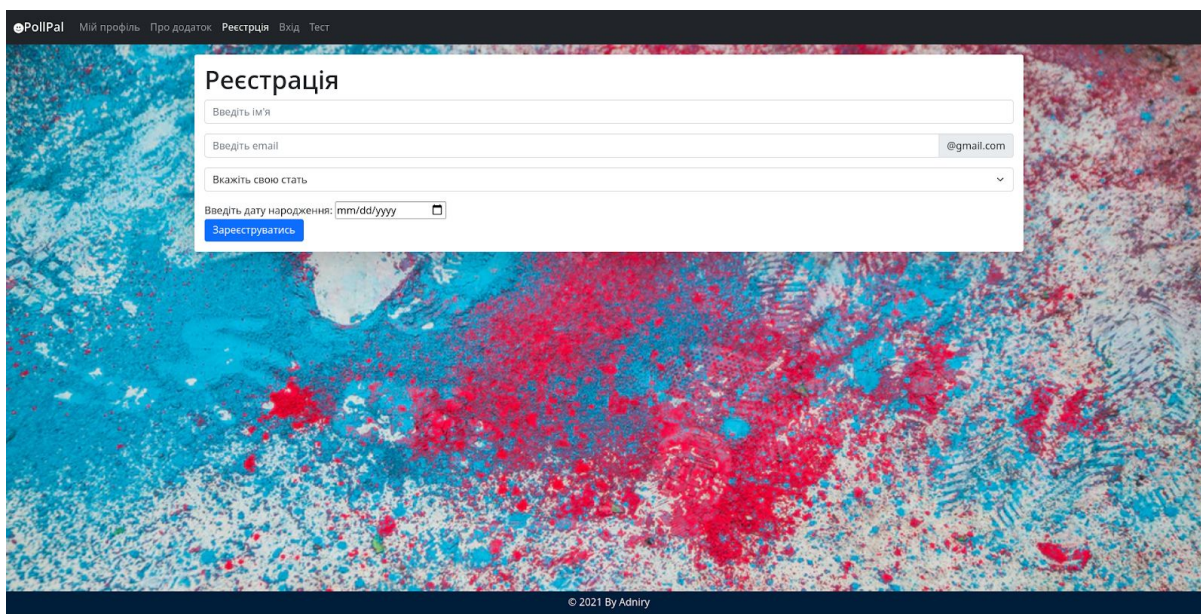 PollPal Мій профіль Про додаток Реєстрція Вхід Тест
Реєстрація
Введіть ім'я
Введіть email @gmail.com
Вкажіть свою стать
Введіть дату народження: mm/dd/yyyy
Зареєструватись
© 2021 By Adniry